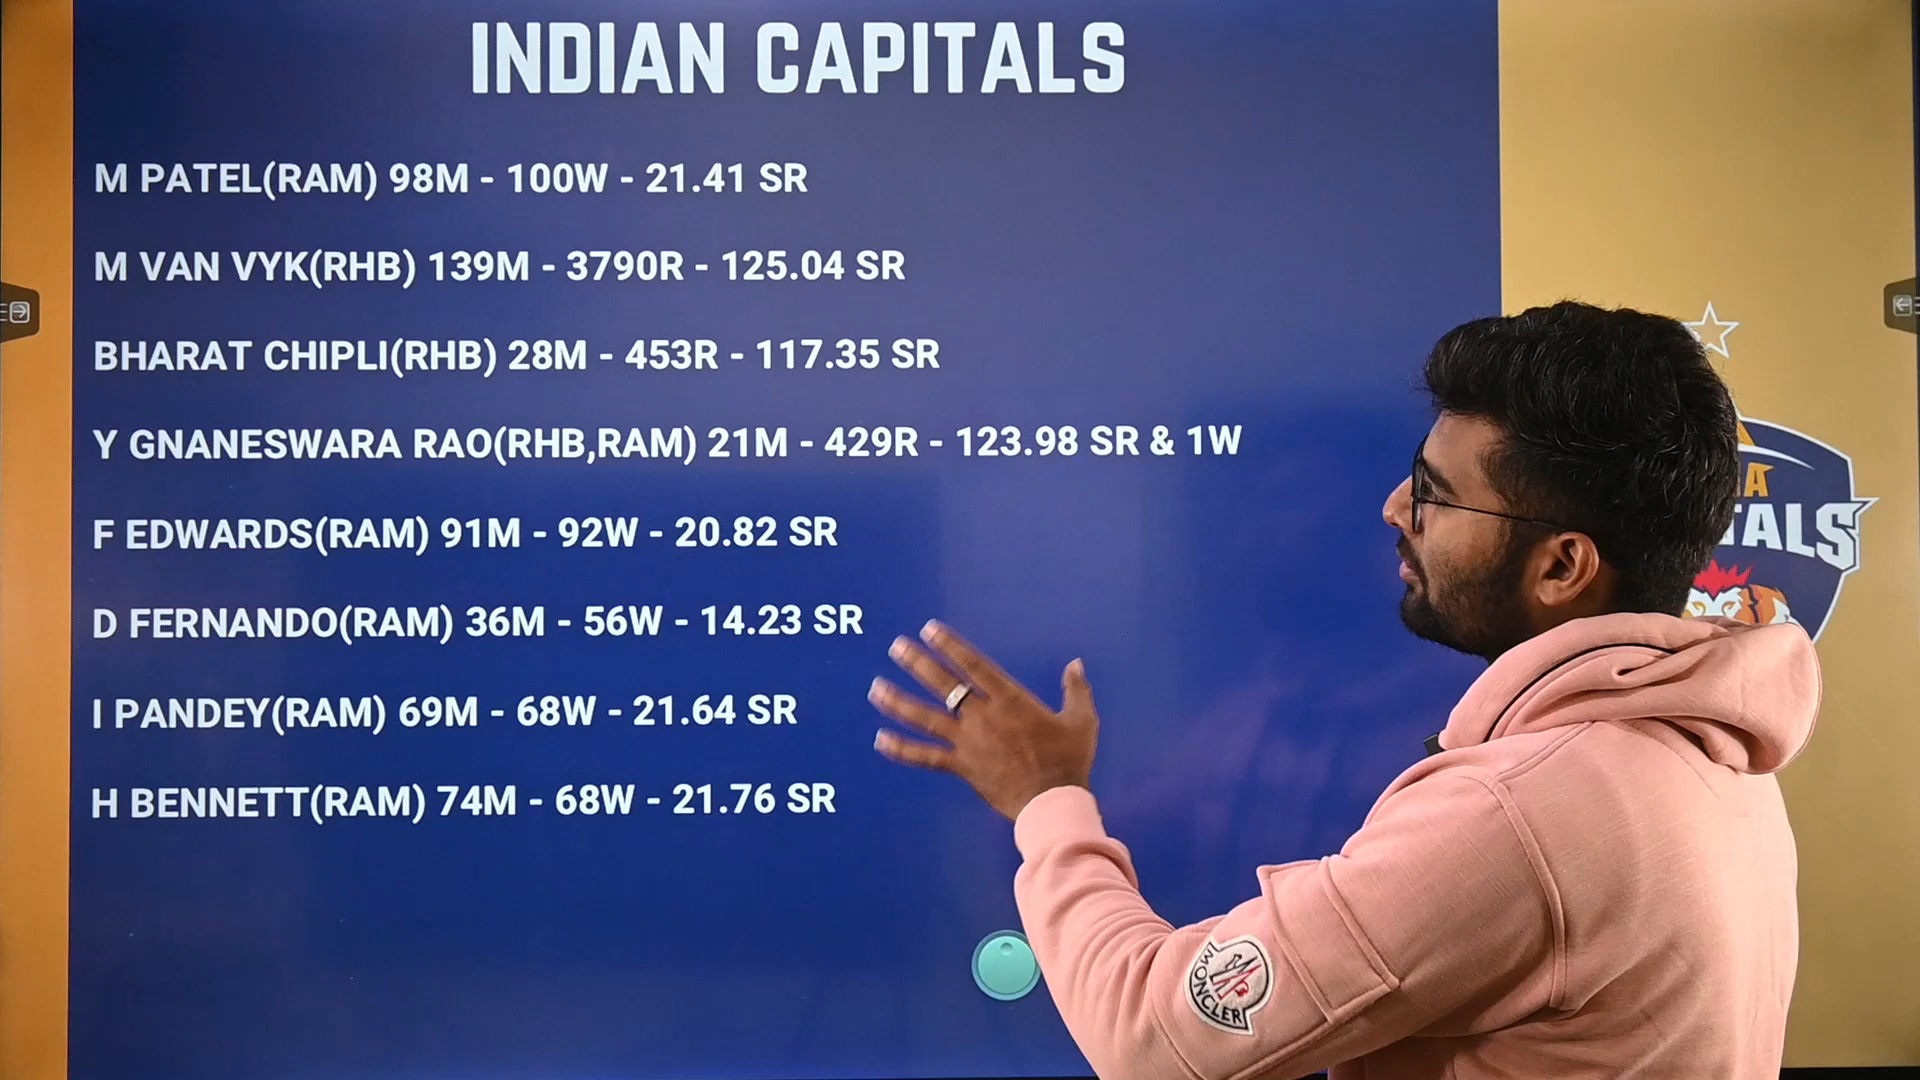 INDIAN CAPITALS
M PATEL(RAM) 98M - 100W - 21.41 SR
M VAN VYK(RHB) 139M - 3790R - 125.04 SR
BHARAT CHIPLI(RHB) 28M - 453R - 117.35 SR
Y GNANESWARA RAO(RHB,RAM) 21M - 429R - 123.98 SR & 1W
F EDWARDS(RAM) 91M - 92W - 20.82 SR
D FERNANDO(RAM) 36M - 56W - 14.23 SR
I PANDEY(RAM) 69M - 68W - 21.64 SR
H BENNETT(RAM) 74M - 68W - 21.76 SR
MONCLER